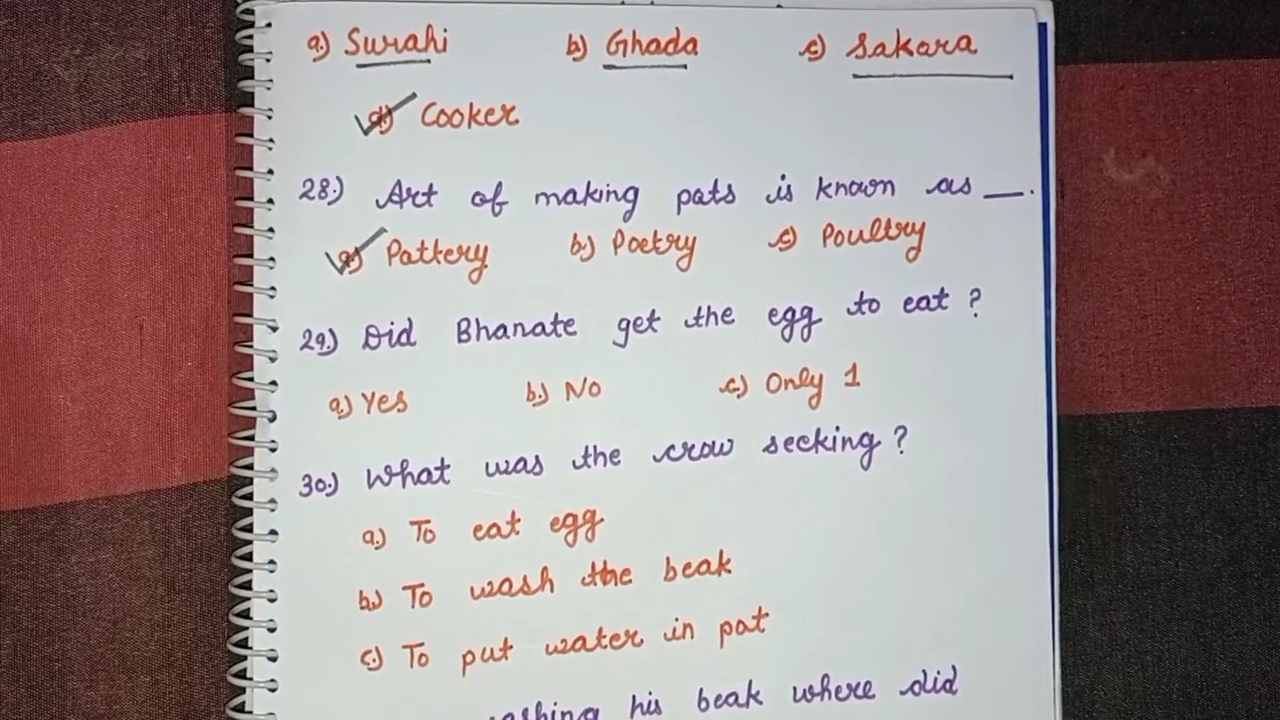 a.) Surahi b.) Ghada c.) Sakara
d.) Cooker
28.) Art of making pots is known as __.
a.) Pottery b.) Poetry c.) Poultry
29.) Did Bhanate get the egg to eat?
a.) Yes b.) No c.) Only 1
30.) What was the crow seeking?
a.) To eat egg
b.) To wash the beak
c.) To put water in pot
his beak where did